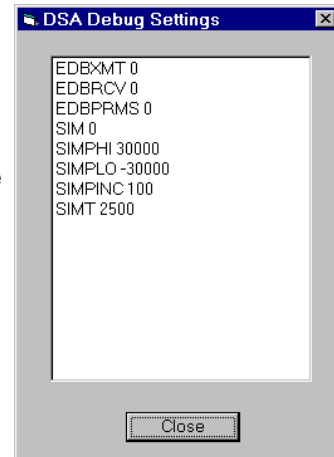 DSA Debug Settings
EDBXMT 0
EDBRCV 0
EDBPRMS 0
SIM 0
SIMPHI 30000
SIMPLO -30000
SIMPINC 100
SIMT 2500
Close